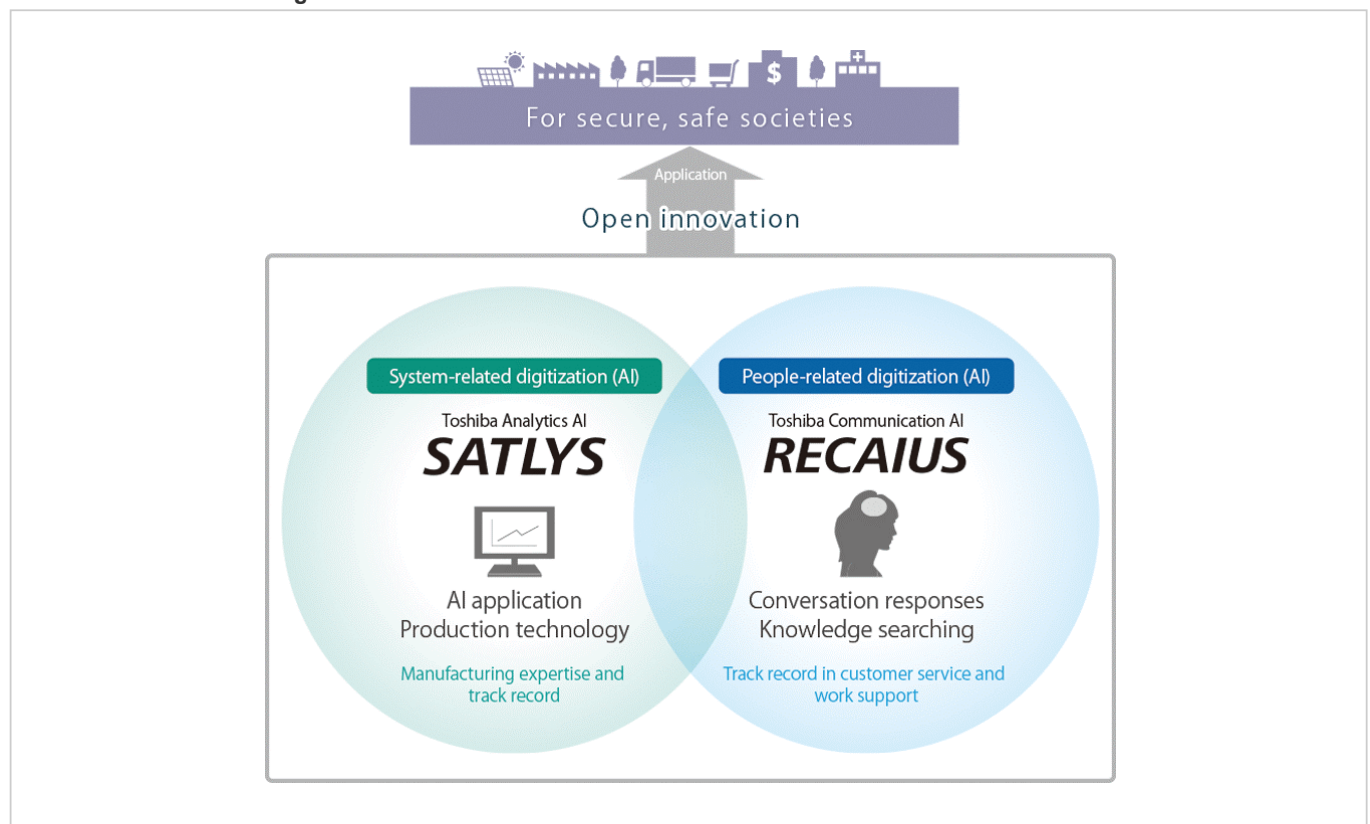 For secure, safe societies
Application
Open innovation
System-related digitization (AI)
Toshiba Analytics AI
SATLYS
AI application
Production technology
Manufacturing expertise and
track record
People-related digitization (AI)
Toshiba Communication AI
RECAIUS
Conversation responses
Knowledge searching
Track record in customer service and
work support